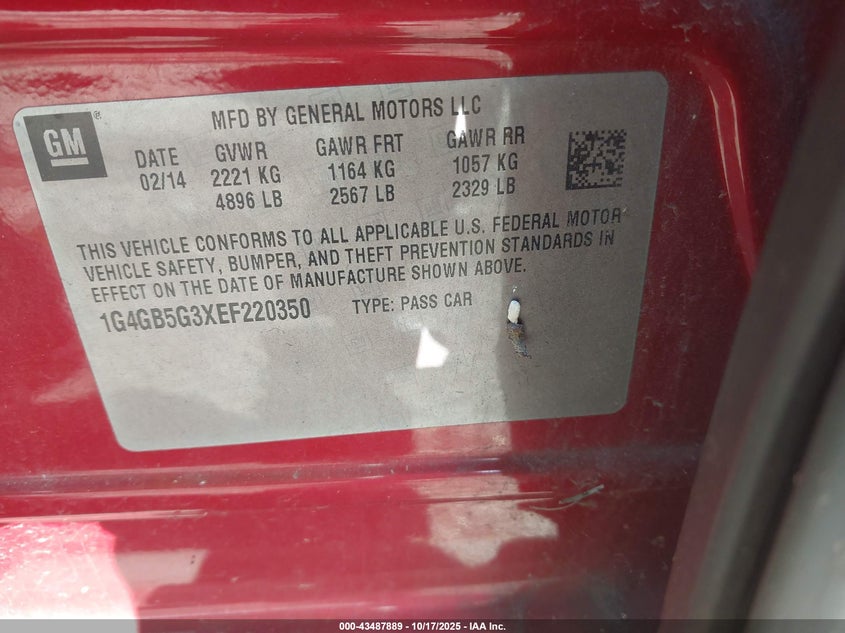 GM
MFD BY GENERAL MOTORS LLC
DATE GVWR GAWR FRT GAWR RR
02/14 2221 KG 1164 KG 1057 KG
4896 LB 2567 LB 2329 LB
THIS VEHICLE CONFORMS TO ALL APPLICABLE U.S. FEDERAL MOTOR
VEHICLE SAFETY, BUMPER, AND THEFT PREVENTION STANDARDS IN
EFFECT ON THE DATE OF MANUFACTURE SHOWN ABOVE.
1G4GB5G3XEF220350 TYPE: PASS CAR
000-43487889 - 10/17/2025 - IAA Inc.